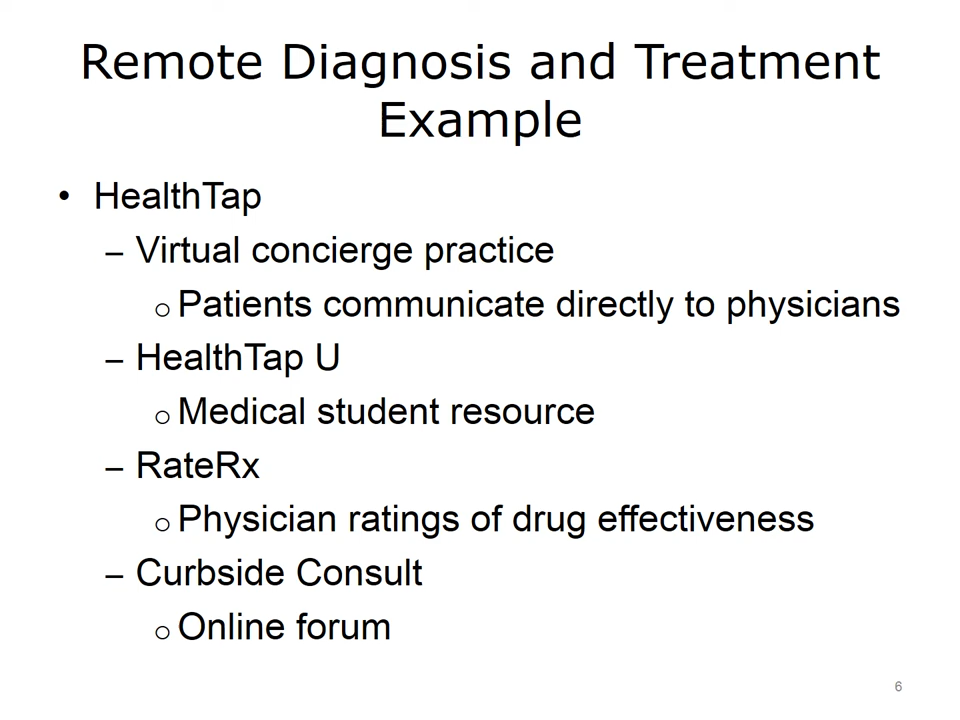 Remote Diagnosis and Treatment
Example
• HealthTap
– Virtual concierge practice
o Patients communicate directly to physicians
– HealthTap U
o Medical student resource
– RateRx
o Physician ratings of drug effectiveness
– Curbside Consult
o Online forum
6